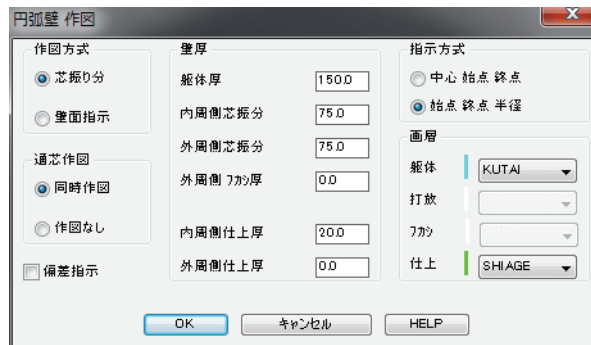 円弧壁 作図
作図方式
芯振り分
壁面指示
通芯作図
同時作図
作図なし
偏差指示
壁厚
躯体厚 150.0
内周側芯振分 75.0
外周側芯振分 75.0
外周側 フカシ厚 0.0
内周側仕上厚 20.0
外周側仕上厚 0.0
指示方式
中心 始点 終点
始点 終点 半径
画層
躯体 KUTAI
打放
フカシ
仕上 SHIAGE
OK キャンセル HELP